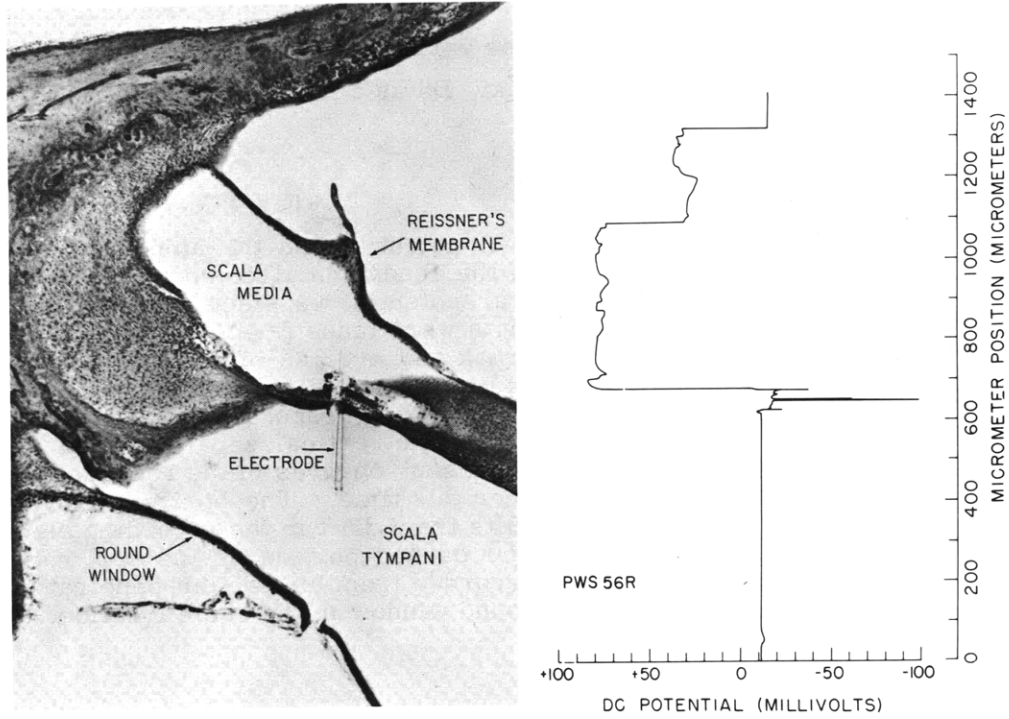 REISSNER'S
MEMBRANE
SCALA
MEDIA
ELECTRODE
SCALA
TYMPANI
ROUND
WINDOW
PWS 56R
+100
+50
0
-50
-100
DC POTENTIAL (MILLIVOLTS)
0
200
400
600
800
1000
1200
1400
MICROMETER POSITION (MICROMETERS)